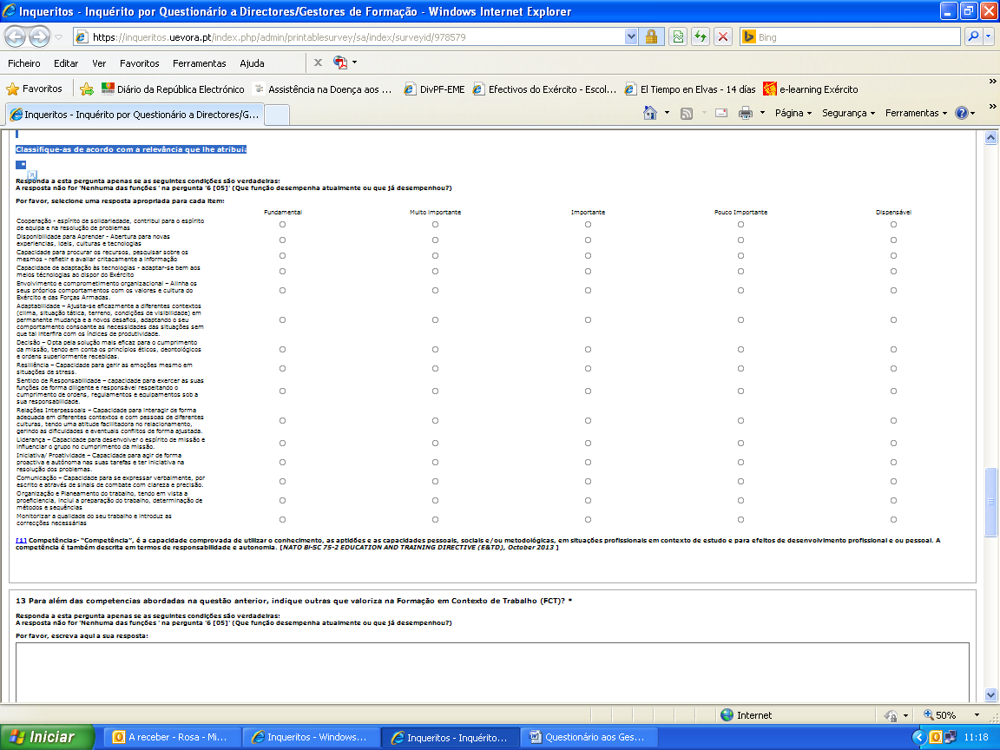 Inqueritos - Inquérito por Questionário a Directores/Gestores de Formação - Windows Internet Explorer
https://inqueritos.uevora.pt/index.php/admin/printablesurvey/sa/index/surveyid/978579
Bing
Ficheiro Editar Ver Favoritos Ferramentas Ajuda
Favoritos Diário da República Electrónico Assistência na Doença aos ... DivPF-EME Efectivos do Exército - Escol... El Tiempo en Elvas - 14 días e-learning Exército
Inqueritos - Inquérito por Questionário a Directores/G... Página Segurança Ferramentas
Classifique-as de acordo com a relevância que lhe atribui:
*
Responda a esta pergunta apenas se as seguintes condições são verdadeiras:
A resposta não for 'Nenhuma das funções ' na pergunta '6 [05]' (Que função desempenha atualmente ou que já desempenhou?)
Por favor, selecione uma resposta apropriada para cada item:
Fundamental Muito Importante Importante Pouco Importante Dispensável
Cooperação - espírito de solidariedade, contribui para o espírito
de equipa e na resolução de problemas
Disponibilidade para Aprender - Abertura para novas
experiencias, ideis, culturas e tecnologias
Capacidade para procurar os recursos, pesquisar sobre os
mesmos - refletir e avaliar critacamente a informação
Capacidade de adaptação às tecnologias - adaptar-se bem aos
meios técnologias ao dispor do Exército
Envolvimento e comprometimento organizacional – Alinha os
seus próprios comportamentos com os valores e cultura do
Exército e das Forças Armadas.
Adaptabilidade – Ajusta-se eficazmente a diferentes contextos
(clima, situação tática, terreno, condições de visibilidade) em
permanente mudança e a novos desafios, adaptando o seu
comportamento consoante as necessidades das situações sem
que tal interfira com os índices de produtividade.
Decisão – Opta pela solução mais eficaz para o cumprimento
da missão, tendo em conta os princípios éticos, deontológicos
e ordens superiormente recebidas.
Resiliência – Capacidade para gerir as emoções mesmo em
situações de stress.
Sentido de Responsabilidade – capacidade para exercer as suas
funções de forma diligente e responsável respeitando o
cumprimento de ordens, regulamentos e equipamentos sob a
sua responsabilidade.
Relações Interpessoais – Capacidade para interagir de forma
adequada em diferentes contextos e com pessoas de diferentes
culturas, tendo uma atitude facilitadora no relacionamento,
gerindo as dificuldades e eventuais conflitos de forma ajustada.
Liderança – Capacidade para desenvolver o espírito de missão e
influenciar o grupo no cumprimento da missão.
Iniciativa/ Proatividade – Capacidade para agir de forma
proactiva e autónoma nas suas tarefas e ter iniciativa na
resolução dos problemas.
Comunicação – Capacidade para se expressar verbalmente, por
escrito e através de sinais de combate com clareza e precisão.
Organização e Planeamento do trabalho, tendo em vista a
proeficiencia, inclui a preparação do trabalho, determinação de
métodos e sequências
Monitorizar a qualidade do seu trabalho e introduz as
correcções necessárias
[1] Competências- "Competência", é a capacidade comprovada de utilizar o conhecimento, as aptidões e as capacidades pessoais, sociais e/ou metodológicas, em situações profissionais em contexto de estudo e para efeitos de desenvolvimento profissional e ou pessoal. A
competência é também descrita em termos de responsabilidade e autonomia. [NATO BI-SC 75-2 EDUCATION AND TRAINING DIRECTIVE (E&TD), October 2013 ]
13 Para além das competencias abordadas na questão anterior, indique outras que valoriza na Formação em Contexto de Trabalho (FCT)? *
Responda a esta pergunta apenas se as seguintes condições são verdadeiras:
A resposta não for 'Nenhuma das funções ' na pergunta '6 [05]' (Que função desempenha atualmente ou que já desempenhou?)
Por favor, escreva aqui a sua resposta:
Internet 50%
Iniciar A receber - Rosa - Mi... Inqueritos - Windows... Inqueritos - Inquérito... Questionário aos Ges... 11:18